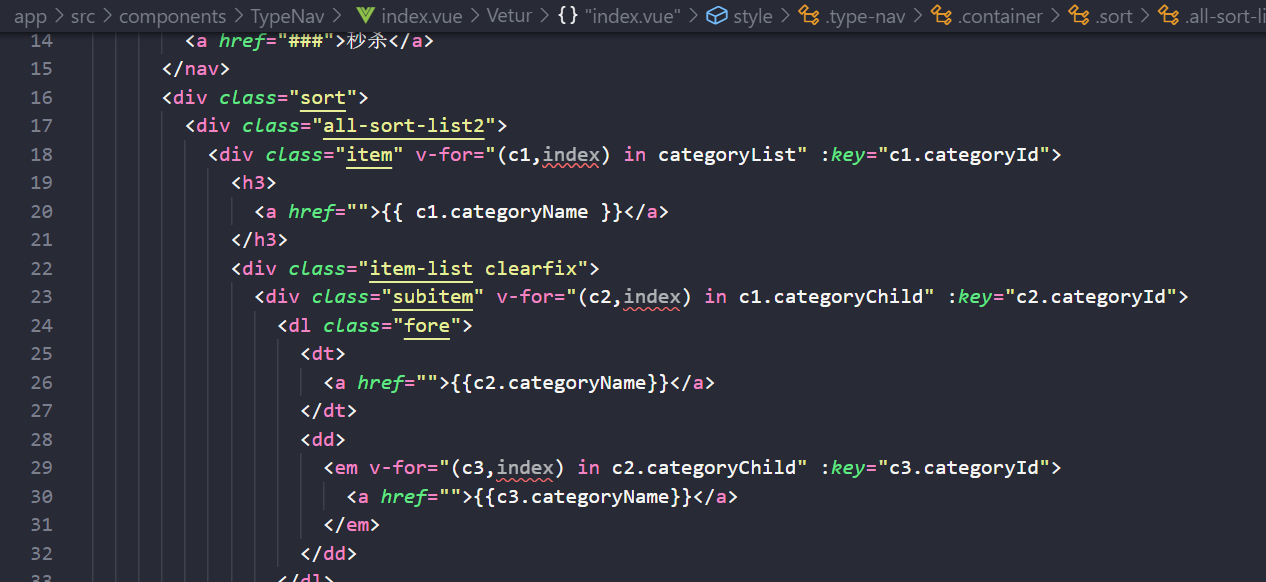 app > src > components > TypeNav > index.vue > Vetur > {} "index.vue" > style > .type-nav > .container > .sort > .all-sort-li
14 <a href="###">秒杀</a>
15 </nav>
16 <div class="sort">
17 <div class="all-sort-list2">
18 <div class="item" v-for="(c1,index) in categoryList" :key="c1.categoryId">
19 <h3>
20 <a href="">{{ c1.categoryName }}</a>
21 </h3>
22 <div class="item-list clearfix">
23 <div class="subitem" v-for="(c2,index) in c1.categoryChild" :key="c2.categoryId">
24 <dl class="fore">
25 <dt>
26 <a href="">{{c2.categoryName}}</a>
27 </dt>
28 <dd>
29 <em v-for="(c3,index) in c2.categoryChild" :key="c3.categoryId">
30 <a href="">{{c3.categoryName}}</a>
31 </em>
32 </dd>
33 </dl>